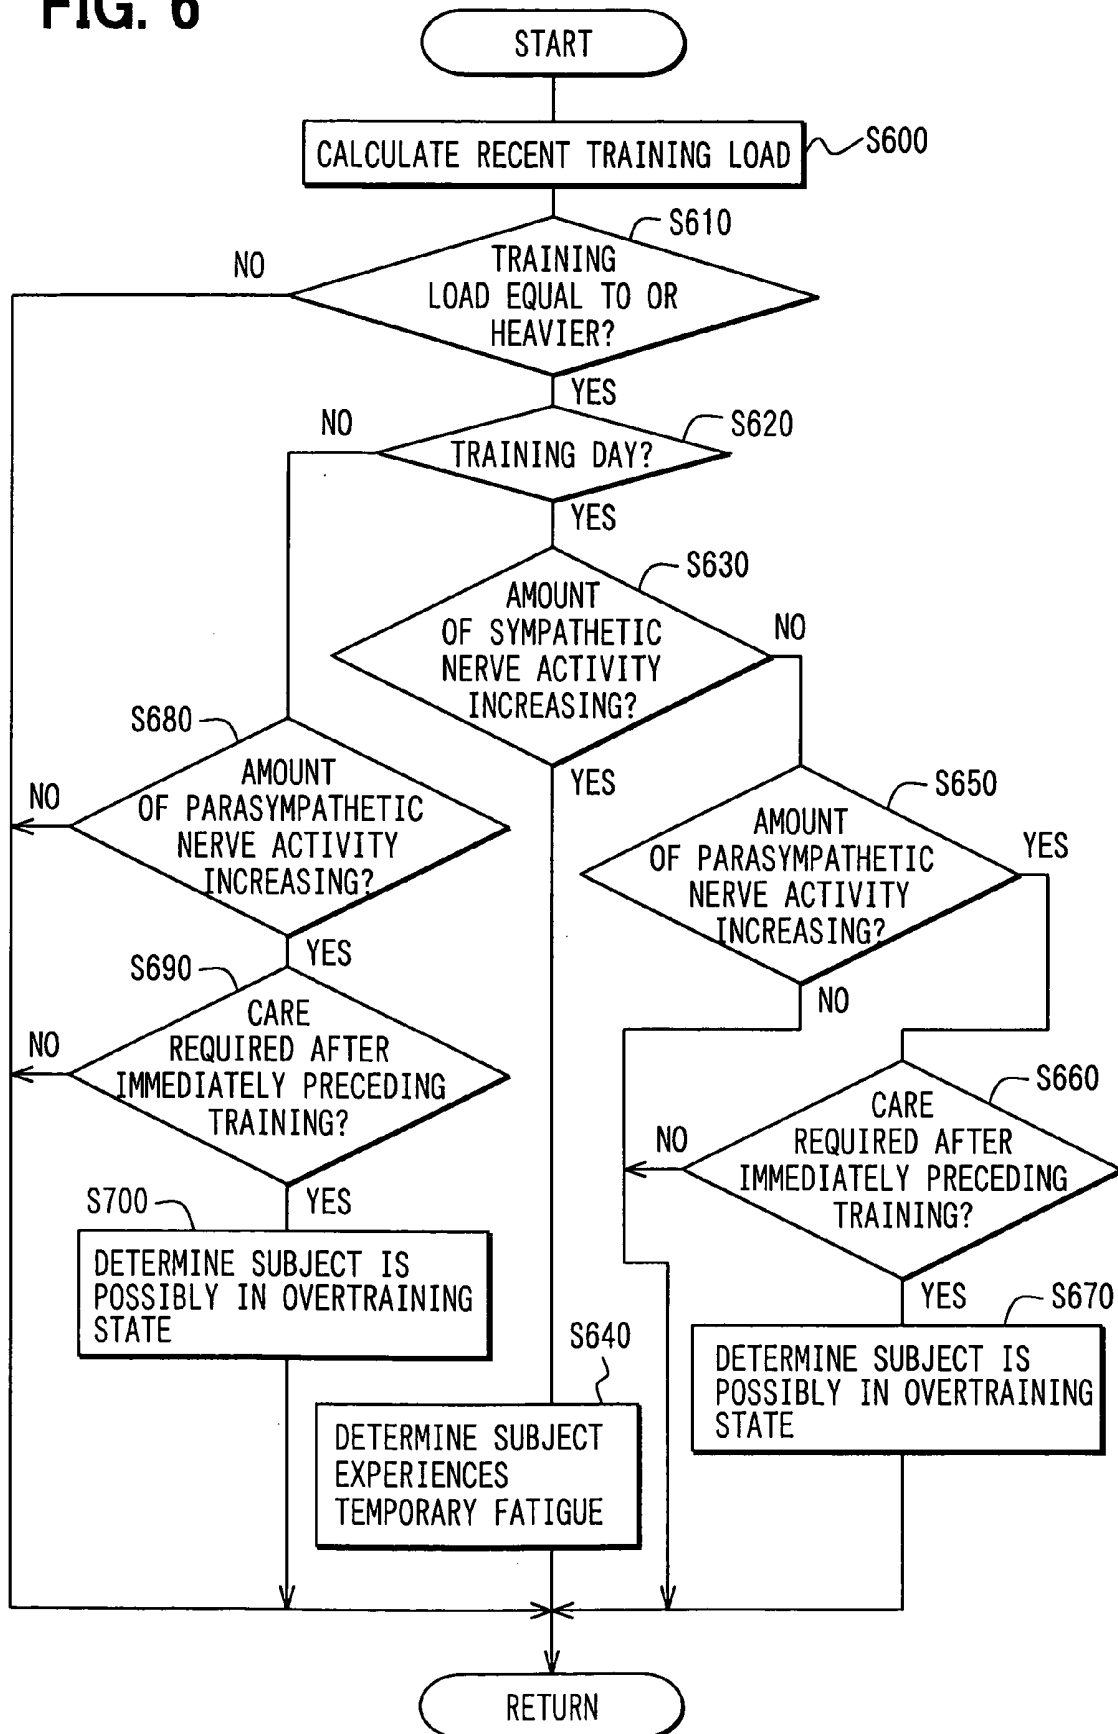 FIG. 6
START
CALCULATE RECENT TRAINING LOAD
S600
S610
TRAINING
LOAD EQUAL TO OR
HEAVIER?
NO
YES
S620
TRAINING DAY?
NO
YES
S630
AMOUNT
OF SYMPATHETIC
NERVE ACTIVITY
INCREASING?
NO
YES
S680
AMOUNT
OF PARASYMPATHETIC
NERVE ACTIVITY
INCREASING?
NO
YES
S650
AMOUNT
OF PARASYMPATHETIC
NERVE ACTIVITY
INCREASING?
YES
NO
S690
CARE
REQUIRED AFTER
IMMEDIATELY PRECEDING
TRAINING?
NO
YES
S660
CARE
REQUIRED AFTER
IMMEDIATELY PRECEDING
TRAINING?
NO
YES
S700
DETERMINE SUBJECT IS
POSSIBLY IN OVERTRAINING
STATE
S640
DETERMINE SUBJECT
EXPERIENCES
TEMPORARY FATIGUE
S670
DETERMINE SUBJECT IS
POSSIBLY IN OVERTRAINING
STATE
RETURN